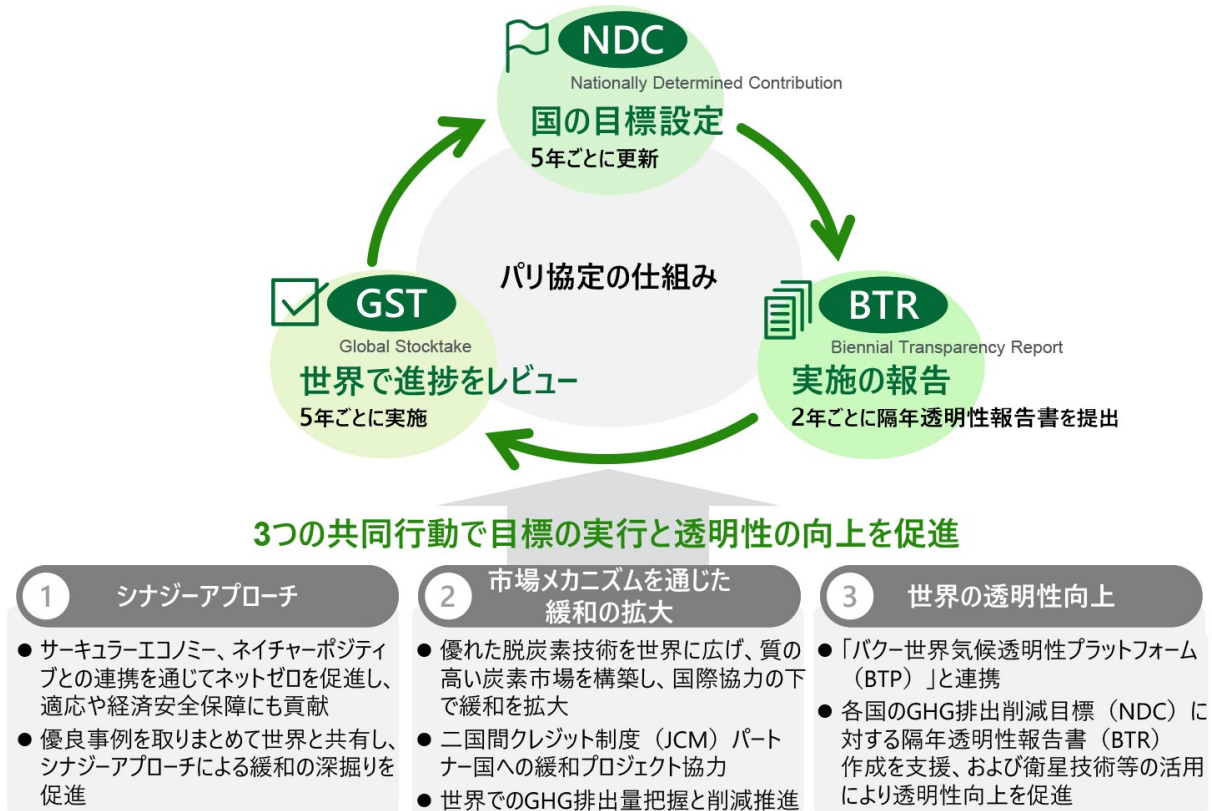 NDC
Nationally Determined Contribution
国の目標設定
5年ごとに更新
パリ協定の仕組み
GST
Global Stocktake
世界で進捗をレビュー
5年ごとに実施
BTR
Biennial Transparency Report
実施の報告
2年ごとに隔年透明性報告書を提出
3つの共同行動で目標の実行と透明性の向上を促進
1 シナジーアプローチ
● サーキュラーエコノミー、ネイチャーポジティ
ブとの連携を通じてネットゼロを促進し、
適応や経済安全保障にも貢献
● 優良事例を取りまとめて世界と共有し、
シナジーアプローチによる緩和の深掘りを
促進
2 市場メカニズムを通じた
緩和の拡大
● 優れた脱炭素技術を世界に広げ、質の
高い炭素市場を構築し、国際協力の下
で緩和を拡大
● 二国間クレジット制度（JCM）パート
ナー国への緩和プロジェクト協力
● 世界でのGHG排出量把握と削減推進
3 世界の透明性向上
● 「バクー世界気候透明性プラットフォーム
（BTP）」と連携
● 各国のGHG排出削減目標（NDC）に
対する隔年透明性報告書（BTR）
作成を支援、および衛星技術等の活用
により透明性向上を促進